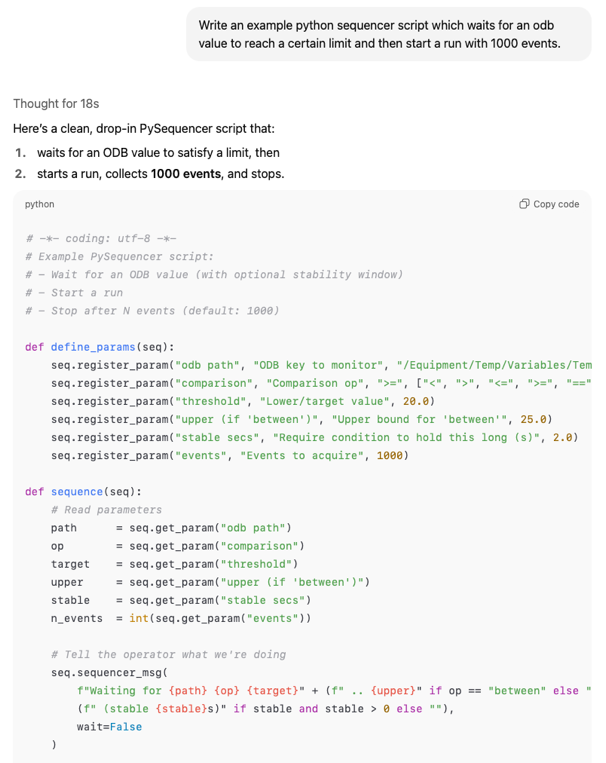 Write an example python sequencer script which waits for an odb
value to reach a certain limit and then start a run with 1000 events.
Thought for 18s
Here's a clean, drop-in PySequencer script that:
1. waits for an ODB value to satisfy a limit, then
2. starts a run, collects 1000 events, and stops.
python
Copy code
# -*- coding: utf-8 -*-
# Example PySequencer script:
# - Wait for an ODB value (with optional stability window)
# - Start a run
# - Stop after N events (default: 1000)
def define_params(seq):
seq.register_param("odb path", "ODB key to monitor", "/Equipment/Temp/Variables/Tem
seq.register_param("comparison", "Comparison op", ">=", ["<", ">", "<=", ">=", "=="
seq.register_param("threshold", "Lower/target value", 20.0)
seq.register_param("upper (if 'between')", "Upper bound for 'between'", 25.0)
seq.register_param("stable secs", "Require condition to hold this long (s)", 2.0)
seq.register_param("events", "Events to acquire", 1000)
def sequence(seq):
# Read parameters
path = seq.get_param("odb path")
op = seq.get_param("comparison")
target = seq.get_param("threshold")
upper = seq.get_param("upper (if 'between')")
stable = seq.get_param("stable secs")
n_events = int(seq.get_param("events"))
# Tell the operator what we're doing
seq.sequencer_msg(
f"Waiting for {path} {op} {target}" + (f" .. {upper}" if op == "between" else "
(f" (stable {stable}s)" if stable and stable > 0 else ""),
wait=False
)